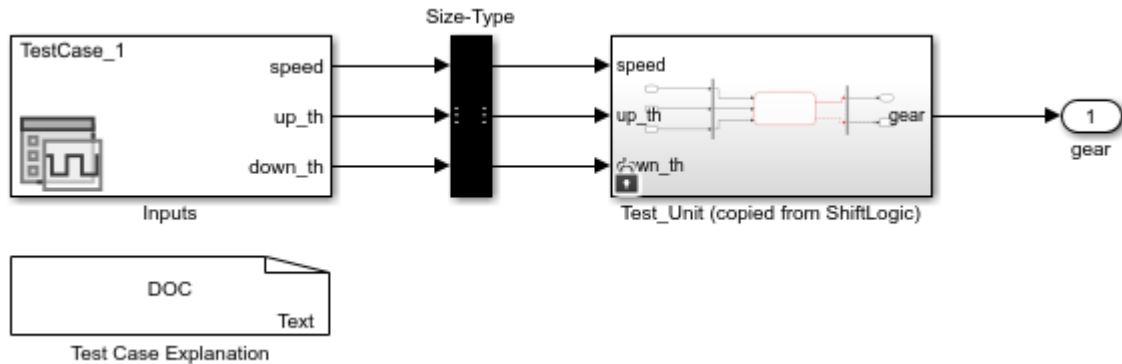 Size-Type
TestCase_1
speed
up_th
down_th
speed
up_th
down_th
gear
1
gear
Inputs
Test_Unit (copied from ShiftLogic)
DOC
Text
Test Case Explanation